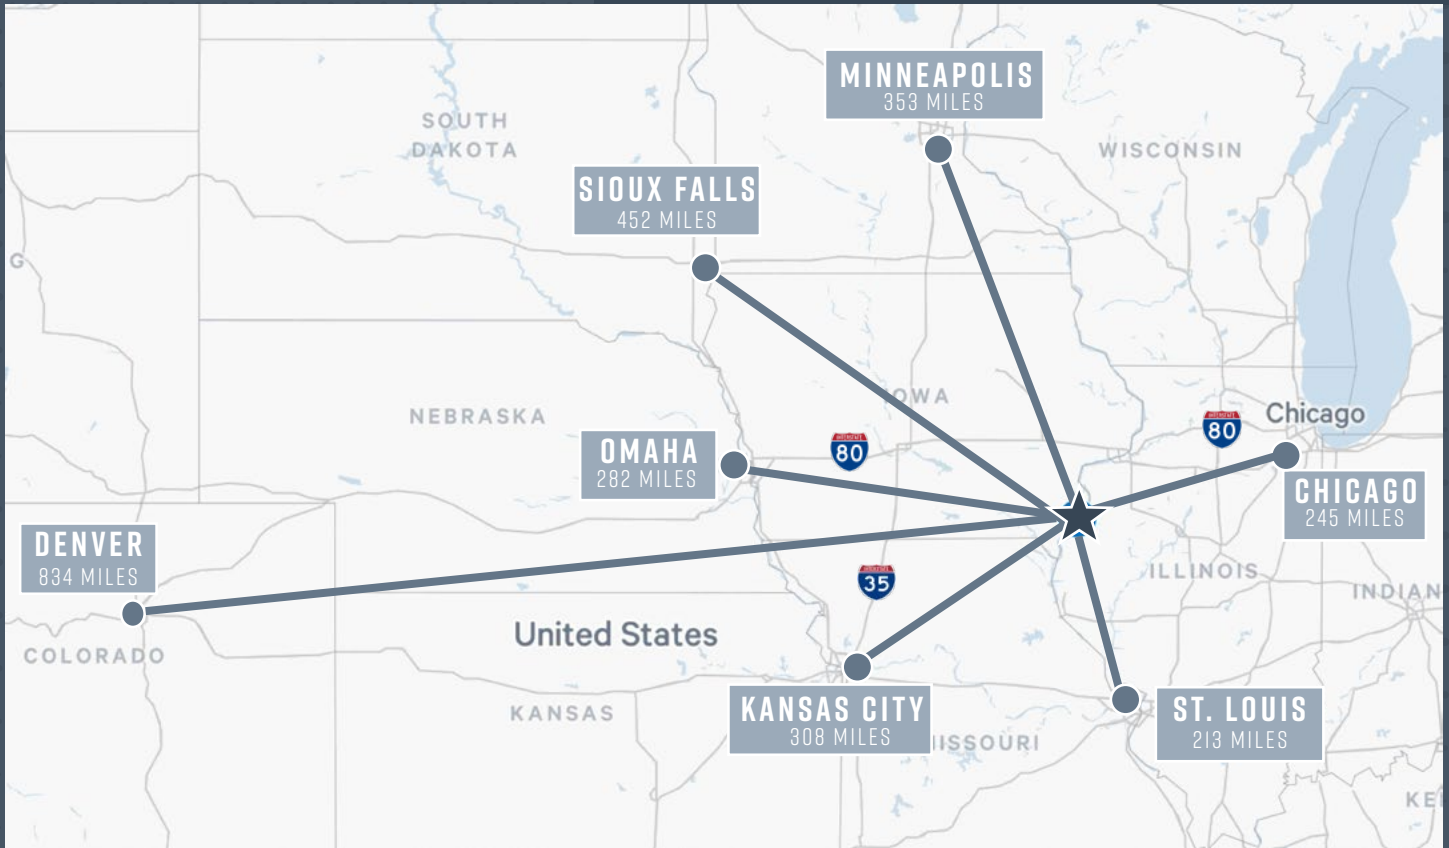 MINNEAPOLIS
353 MILES
SOUTH
DAKOTA
WISCONSIN
SIOUX FALLS
452 MILES
G
IOWA
NEBRASKA
Chicago
80
80
OMAHA
282 MILES
CHICAGO
245 MILES
DENVER
834 MILES
35
ILLINOIS
INDIAN
United States
COLORADO
KANSAS
KANSAS CITY
308 MILES
ISSOURI
ST. LOUIS
213 MILES
KE